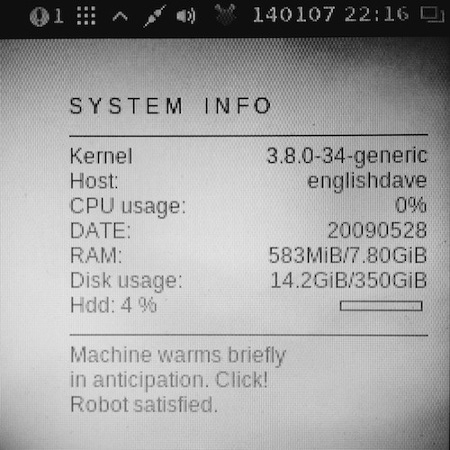 1 140107 22:16
SYSTEM INFO
Kernel 3.8.0-34-generic
Host: englishdave
CPU usage: 0%
DATE: 20090528
RAM: 583MiB/7.80GiB
Disk usage: 14.2GiB/350GiB
Hdd: 4 %
Machine warms briefly
in anticipation. Click!
Robot satisfied.